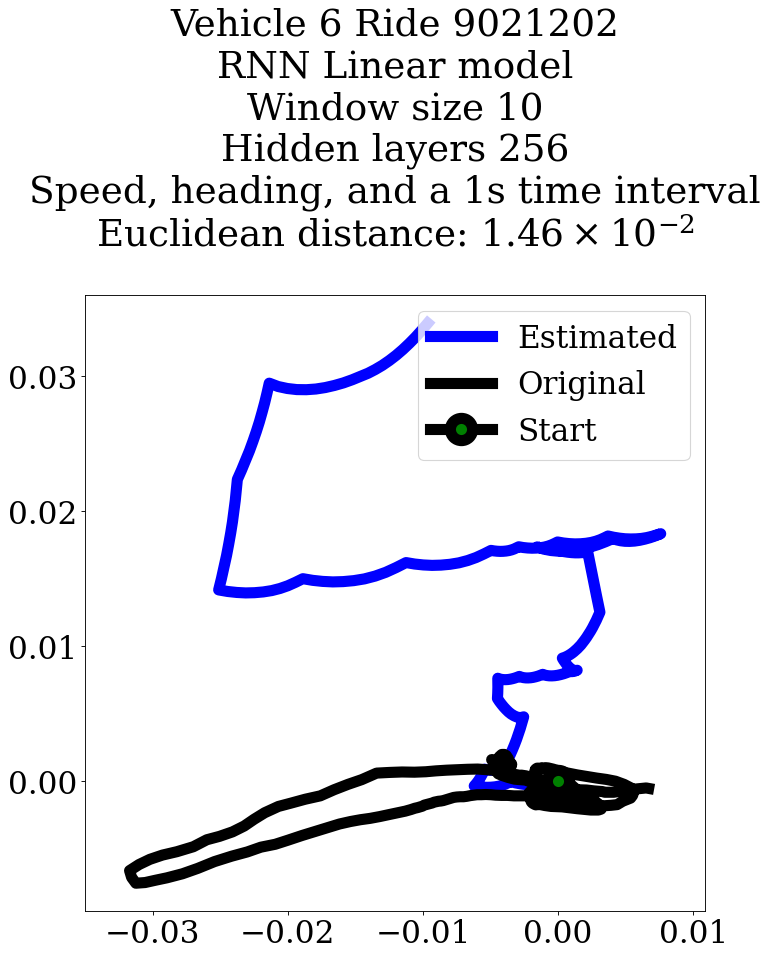 Vehicle 6 Ride 9021202
RNN Linear model
Window size 10
Hidden layers 256
Speed, heading, and a 1s time interval
Euclidean distance: 1.46 × 10⁻²
Estimated
Original
Start
0.03
0.02
0.01
0.00
−0.03 −0.02 −0.01 0.00 0.01